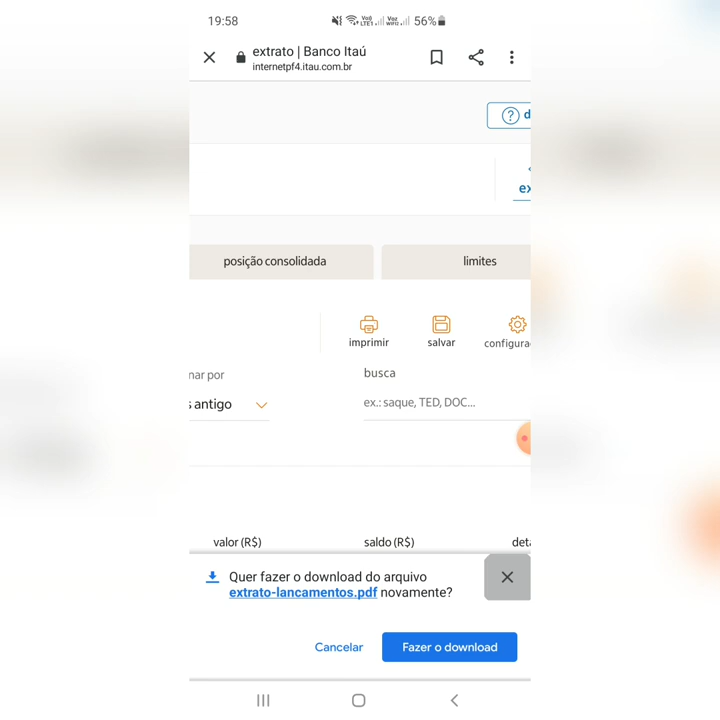 19:58
56%
extrato | Banco Itaú
internetpf4.itau.com.br
posição consolidada
limites
imprimir
salvar
busca
antigo
ex.: saque, TED, DOC...
valor (R$)
saldo (R$)
Quer fazer o download do arquivo
extrato-lancamentos.pdf novamente?
Cancelar
Fazer o download